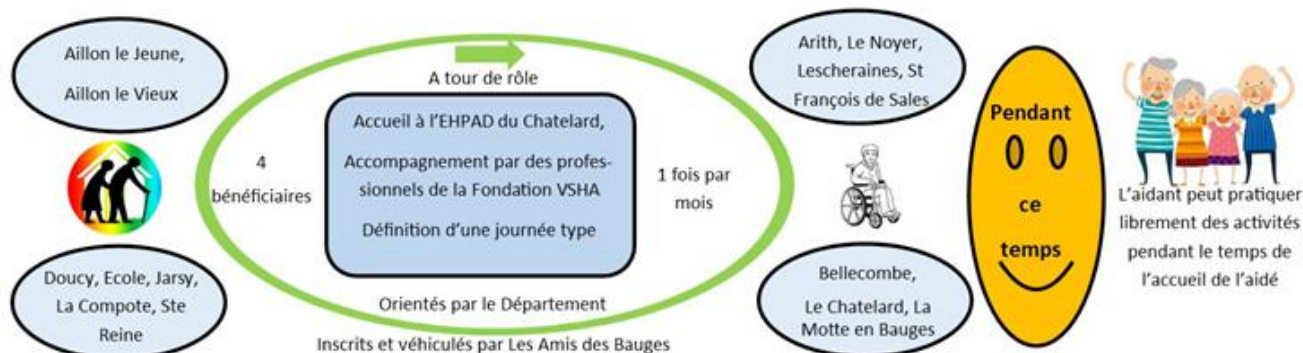 Aillon le Jeune,
Aillon le Vieux
Doucy, Ecole, Jarsy,
La Compote, Ste
Reine
A tour de rôle
4
bénéficiaires
Accueil à l'EHPAD du Chatelard,
Accompagnement par des profes-
sionnels de la Fondation VSHA
Définition d'une journée type
1 fois par
mois
Orientés par le Département
Inscrits et véhiculés par Les Amis des Bauges
Arith, Le Noyer,
Lescheraines, St
François de Sales
Bellecombe,
Le Chatelard, La
Motte en Bauges
Pendant
ce
temps
L'aidant peut pratiquer
librement des activités
pendant le temps de
l'accueil de l'aidé